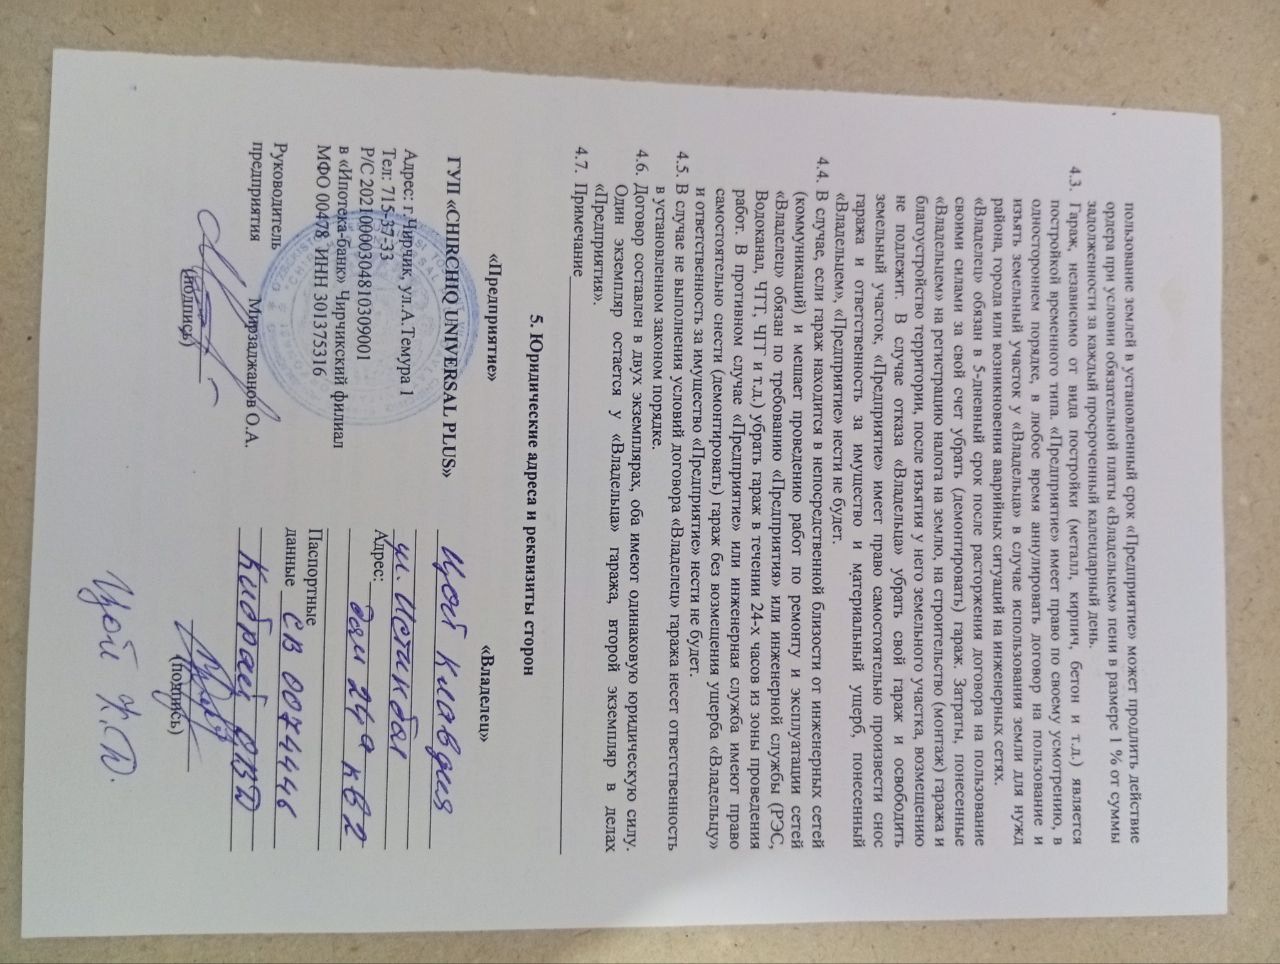 пользование землей в установленный срок «Предприятие» может продлить действие
ордера при условии обязательной платы «Владельцем» пени в размере 1 % от суммы
задолженности за каждый просроченный календарный день.
4.3. Гараж, независимо от вида постройки (металл, кирпич, бетон и т.д.) является
постройкой временного типа. «Предприятие» имеет право по своему усмотрению, в
одностороннем порядке, в любое время аннулировать договор на пользование и
изъять земельный участок у «Владельца» в случае использования земли для нужд
района, города или возникновения аварийных ситуаций на инженерных сетях.
«Владелец» обязан в 5-дневный срок после расторжения договора на пользование
своими силами за свой счет убрать (демонтировать) гараж. Затраты, понесенные
«Владельцем» на регистрацию налога на землю, на строительство (монтаж) гаража и
благоустройство территории, после изъятия у него земельного участка, возмещению
не подлежит. В случае отказа «Владельца» убрать свой гараж и освободить
земельный участок, «Предприятие» имеет право самостоятельно произвести снос
гаража и ответственность за имущество и материальный ущерб, понесенный
«Владельцем», «Предприятие» нести не будет.
4.4. В случае, если гараж находится в непосредственной близости от инженерных сетей
(коммуникаций) и мешает проведению работ по ремонту и эксплуатации сетей
«Владелец» обязан по требованию «Предприятия» или инженерной службы (РЭС,
Водоканал, ЧТТ, ЧГТ и т.д.) убрать гараж в течении 24-х часов из зоны проведения
работ. В противном случае «Предприятие» или инженерная служба имеют право
самостоятельно снести (демонтировать) гараж без возмещения ущерба «Владельцу»
и ответственность за имущество «Предприятие» нести не будет.
4.5. В случае не выполнения условий договора «Владелец» гаража несет ответственность
в установленном законом порядке.
4.6. Договор составлен в двух экземплярах, оба имеют одинаковую юридическую силу.
Один экземпляр остается у «Владельца» гаража, второй экземпляр в делах
«Предприятия».
4.7. Примечание
5. Юридические адреса и реквизиты сторон
«Предприятие»
ГУП «CHIRCHIQ UNIVERSAL PLUS»
Адрес: г.Чирчик, ул.А.Темура 1
Тел: 715-37-33
Р/С 20210000304810309001
в «Ипотека-банк» Чирчикский филиал
МФО 00478 ИНН 301375316
Руководитель
предприятия Мирзаджанов О.А.
(подпись)
«Владелец»
Цой Клавдия
ул. Истикбол
Адрес: дом 24а кв 2
Паспортные
данные СВ 0074446
Кибрай ОВД
(подпись)
Цой К.Д.